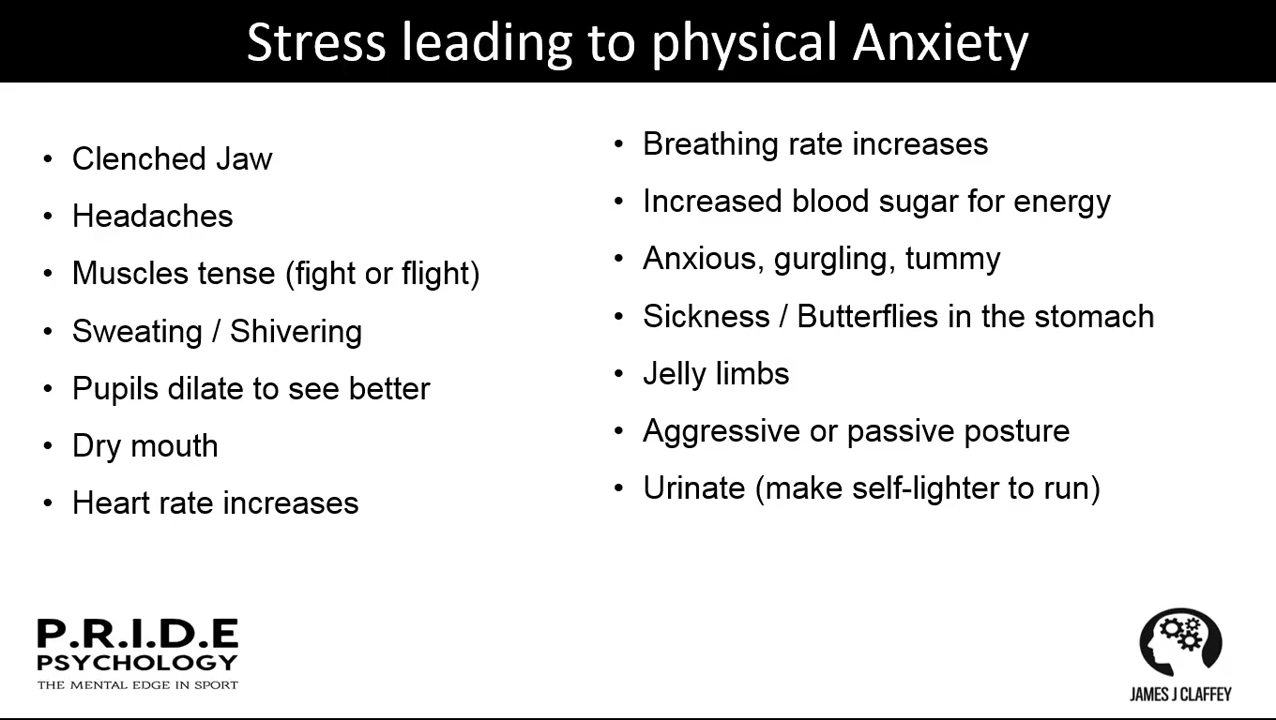 Stress leading to physical Anxiety
• Clenched Jaw
• Headaches
• Muscles tense (fight or flight)
• Sweating / Shivering
• Pupils dilate to see better
• Dry mouth
• Heart rate increases
• Breathing rate increases
• Increased blood sugar for energy
• Anxious, gurgling, tummy
• Sickness / Butterflies in the stomach
• Jelly limbs
• Aggressive or passive posture
• Urinate (make self-lighter to run)
P.R.I.D.E
PSYCHOLOGY
THE MENTAL EDGE IN SPORT
JAMES J CLAFFEY